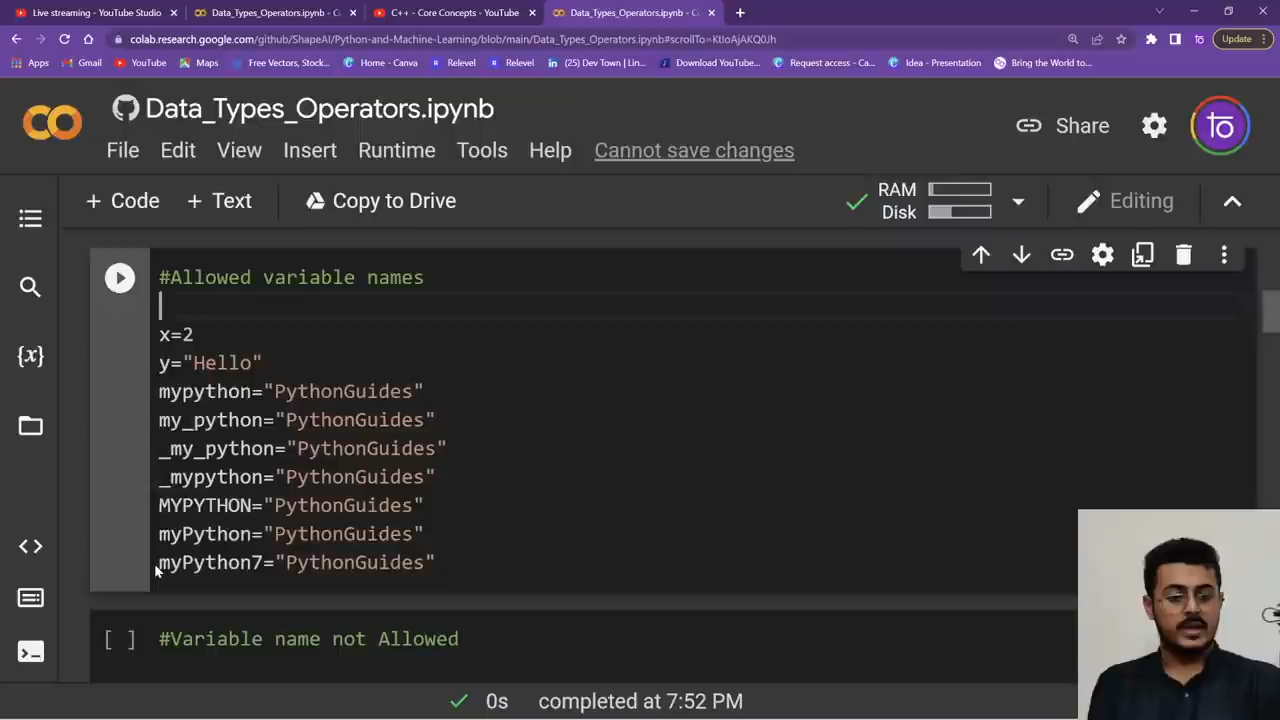 Live streaming - YouTube Studio
Data_Types_Operators.ipynb - C
C++ - Core Concepts - YouTube
Data_Types_Operators.ipynb - C
colab.research.google.com/github/ShapeAI/Python-and-Machine-Learning/blob/main/Data_Types_Operators.ipynb#scrollTo=KtIoAjAKQ0Jh
Update
Apps
Gmail
YouTube
Maps
Free Vectors, Stock...
Home - Canva
Relevel
Relevel
(25) Dev Town | Lin...
Download YouTube...
Request access - Ca...
Idea - Presentation
Bring the World to...
Data_Types_Operators.ipynb
Share
File Edit View Insert Runtime Tools Help Cannot save changes
+ Code + Text Copy to Drive
RAM
Disk
Editing
#Allowed variable names
x=2
y="Hello"
mypython="PythonGuides"
my_python="PythonGuides"
_my_python="PythonGuides"
_mypython="PythonGuides"
MYPYTHON="PythonGuides"
myPython="PythonGuides"
myPython7="PythonGuides"
[ ] #Variable name not Allowed
0s completed at 7:52 PM